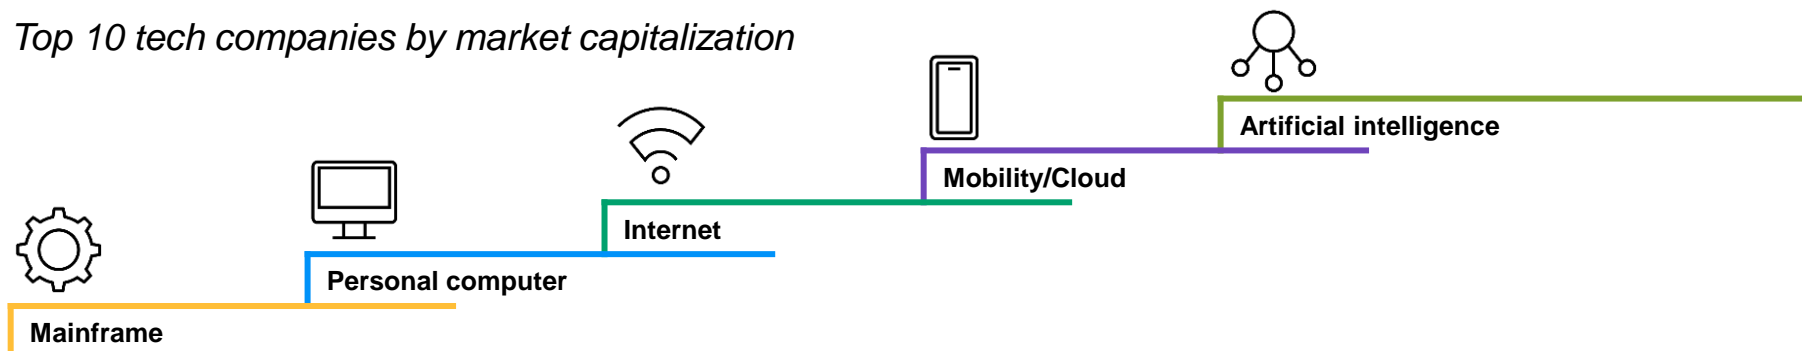 Top 10 tech companies by market capitalization
Artificial intelligence
Mobility/Cloud
Internet
Personal computer
Mainframe